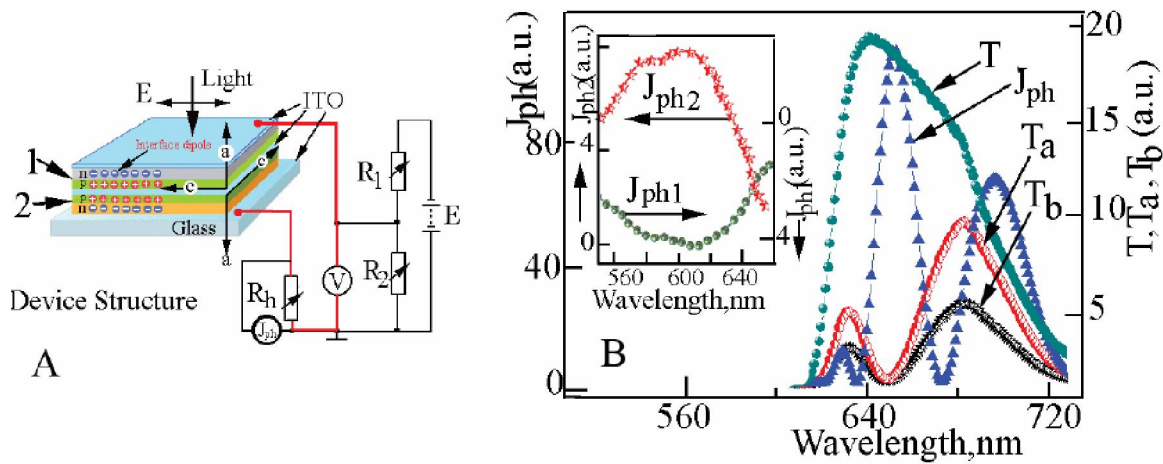 A
Light
E
ITO
Interface dipole
a
1
n
p
e
e
2
p
n
Glass
a
R1
E
R2
V
Rh
Jph
Device Structure
A
B
Jph(a.u.)
80
40
0
560
640
720
Wavelength,nm
20
15
10
5
T,Ta,Tb (a.u.)
T
Jph
Ta
Tb
Jph2(a.u.)
4
4
0
Jph2
Jph1
0
4
Jph1(a.u.)
560
600
640
Wavelength,nm
B